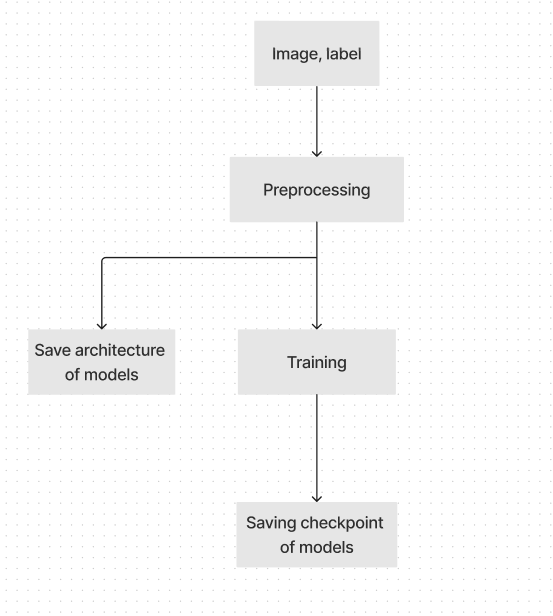 Image, label
Preprocessing
Save architecture
of models
Training
Saving checkpoint
of models